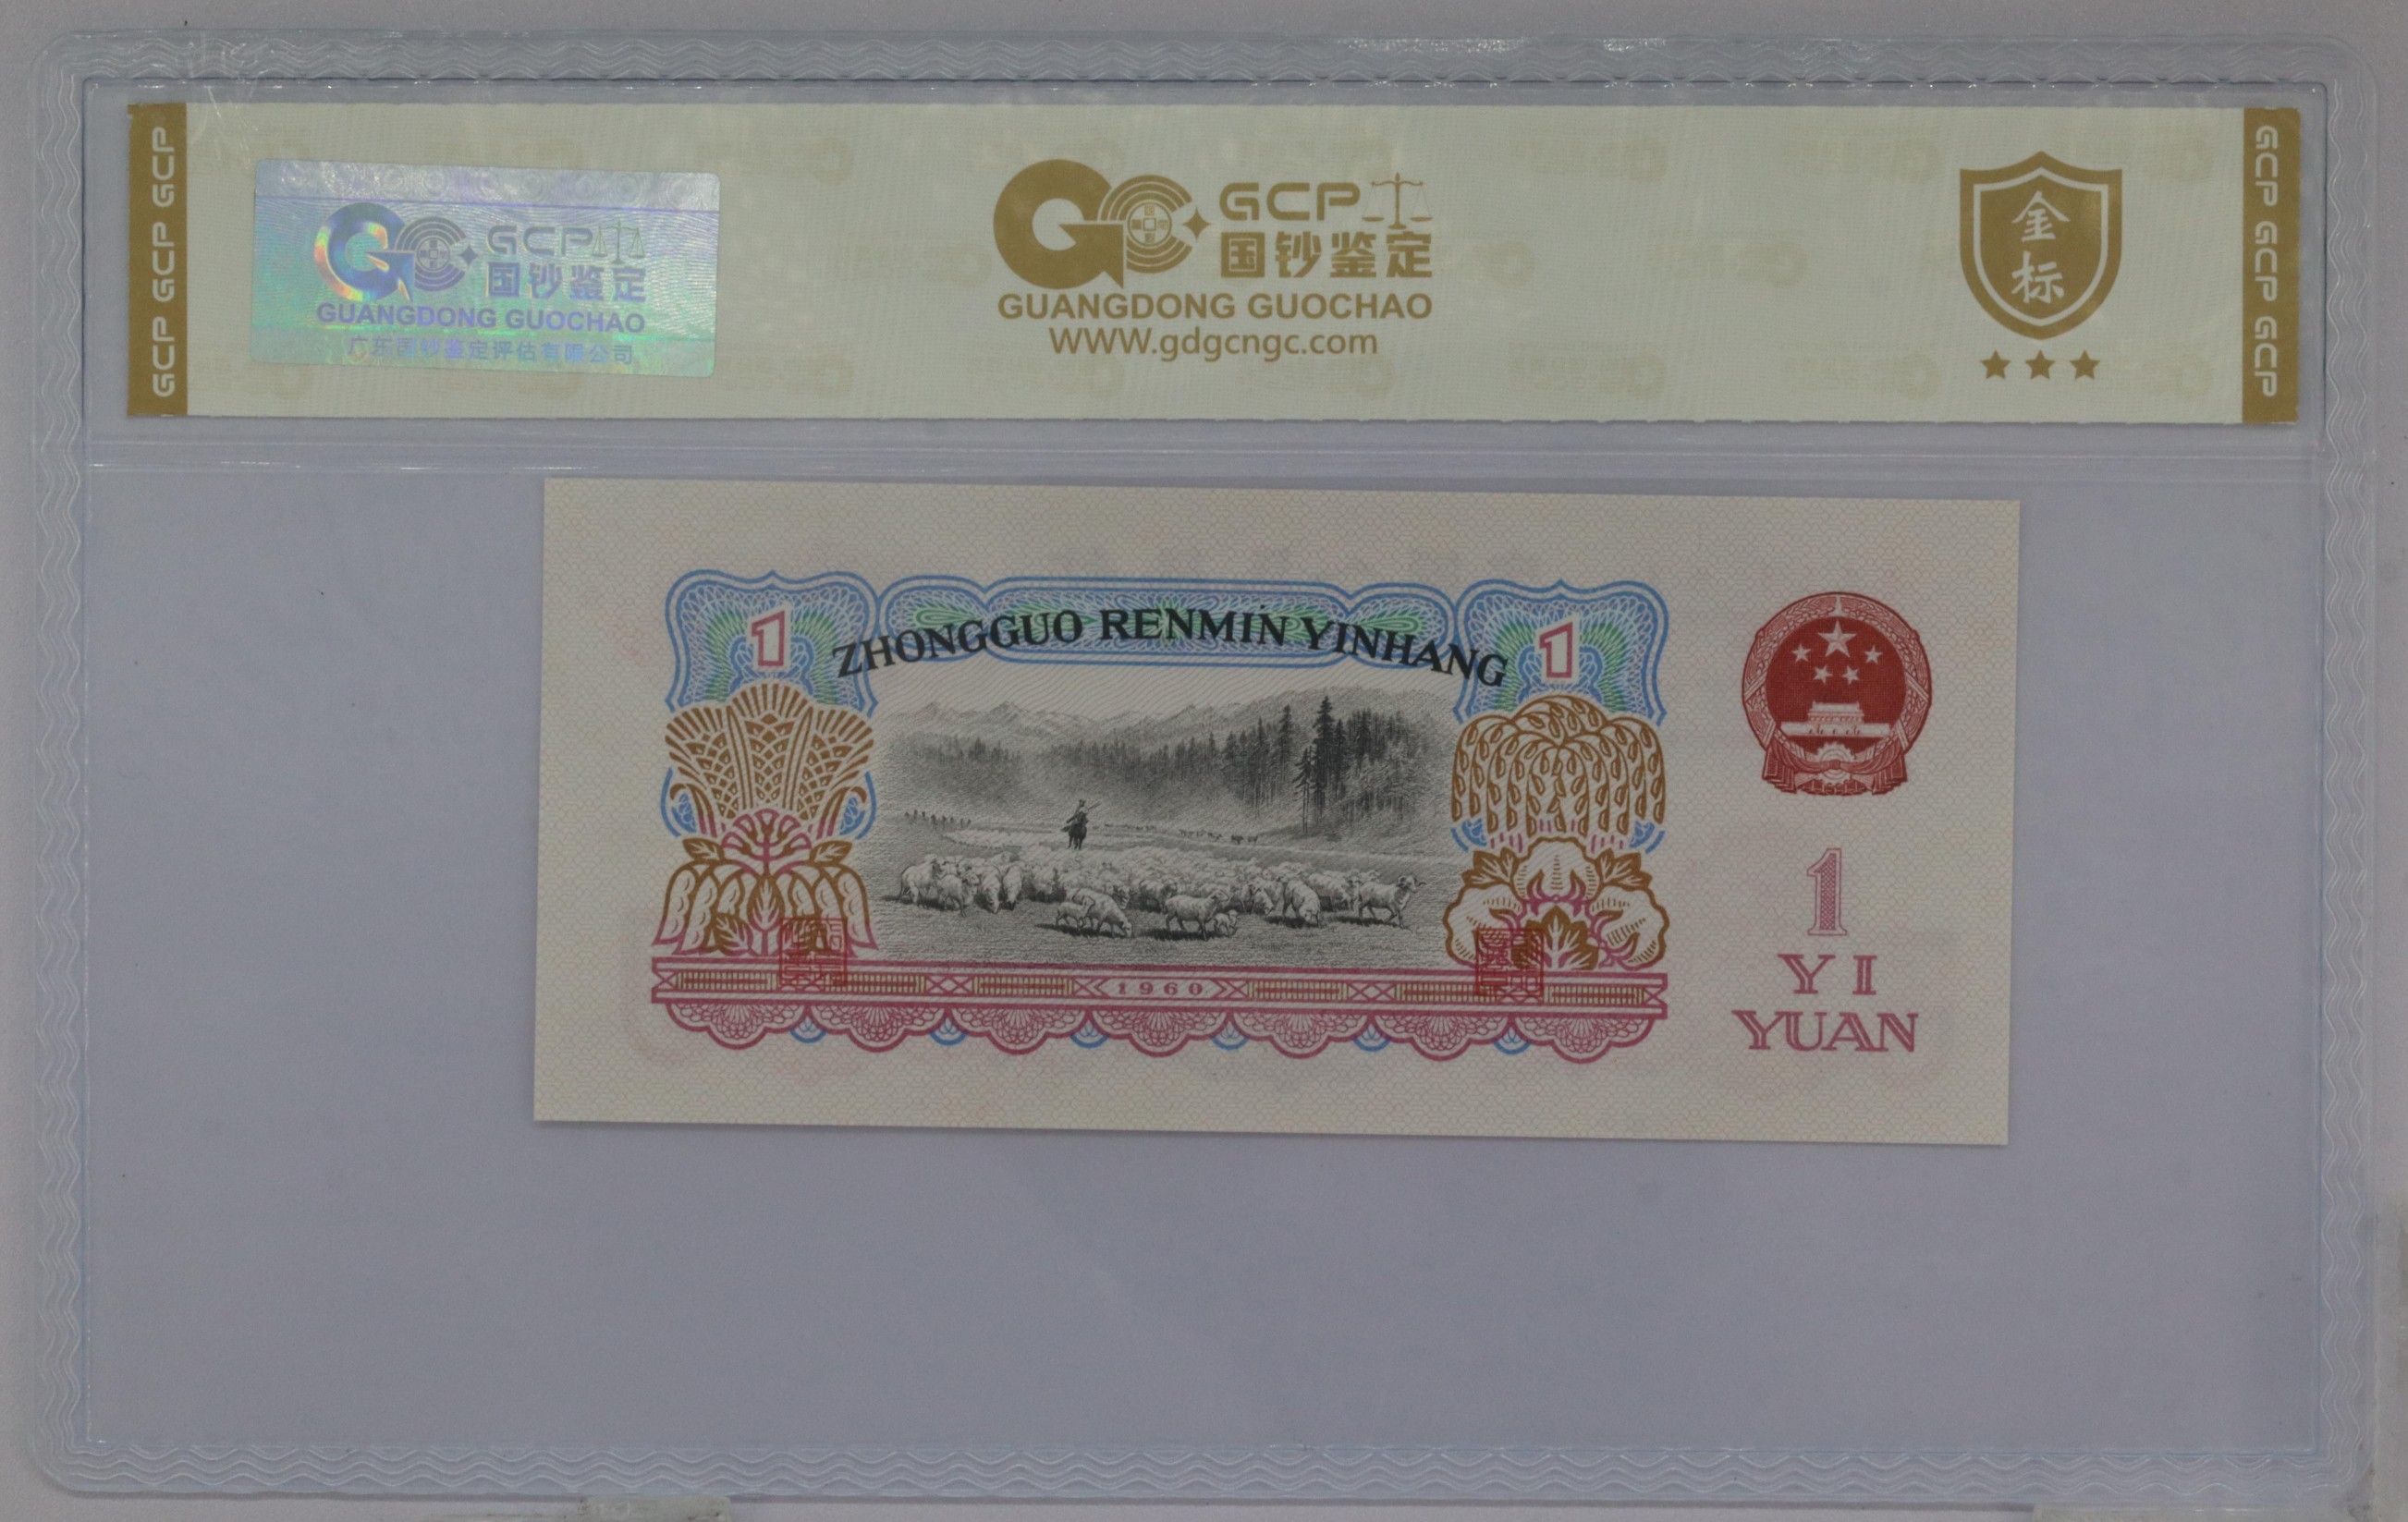 GCP GCP GCP
GCP
国钞鉴定
GUANGDONG GUOCHAO
广东国钞鉴定评估有限公司
GCP
国钞鉴定
GUANGDONG GUOCHAO
WWW.gdgcngc.com
金
标
GCP GCP GCP
1
ZHONGGUO RENMIN YINHANG
1
1960
1
YI
YUAN